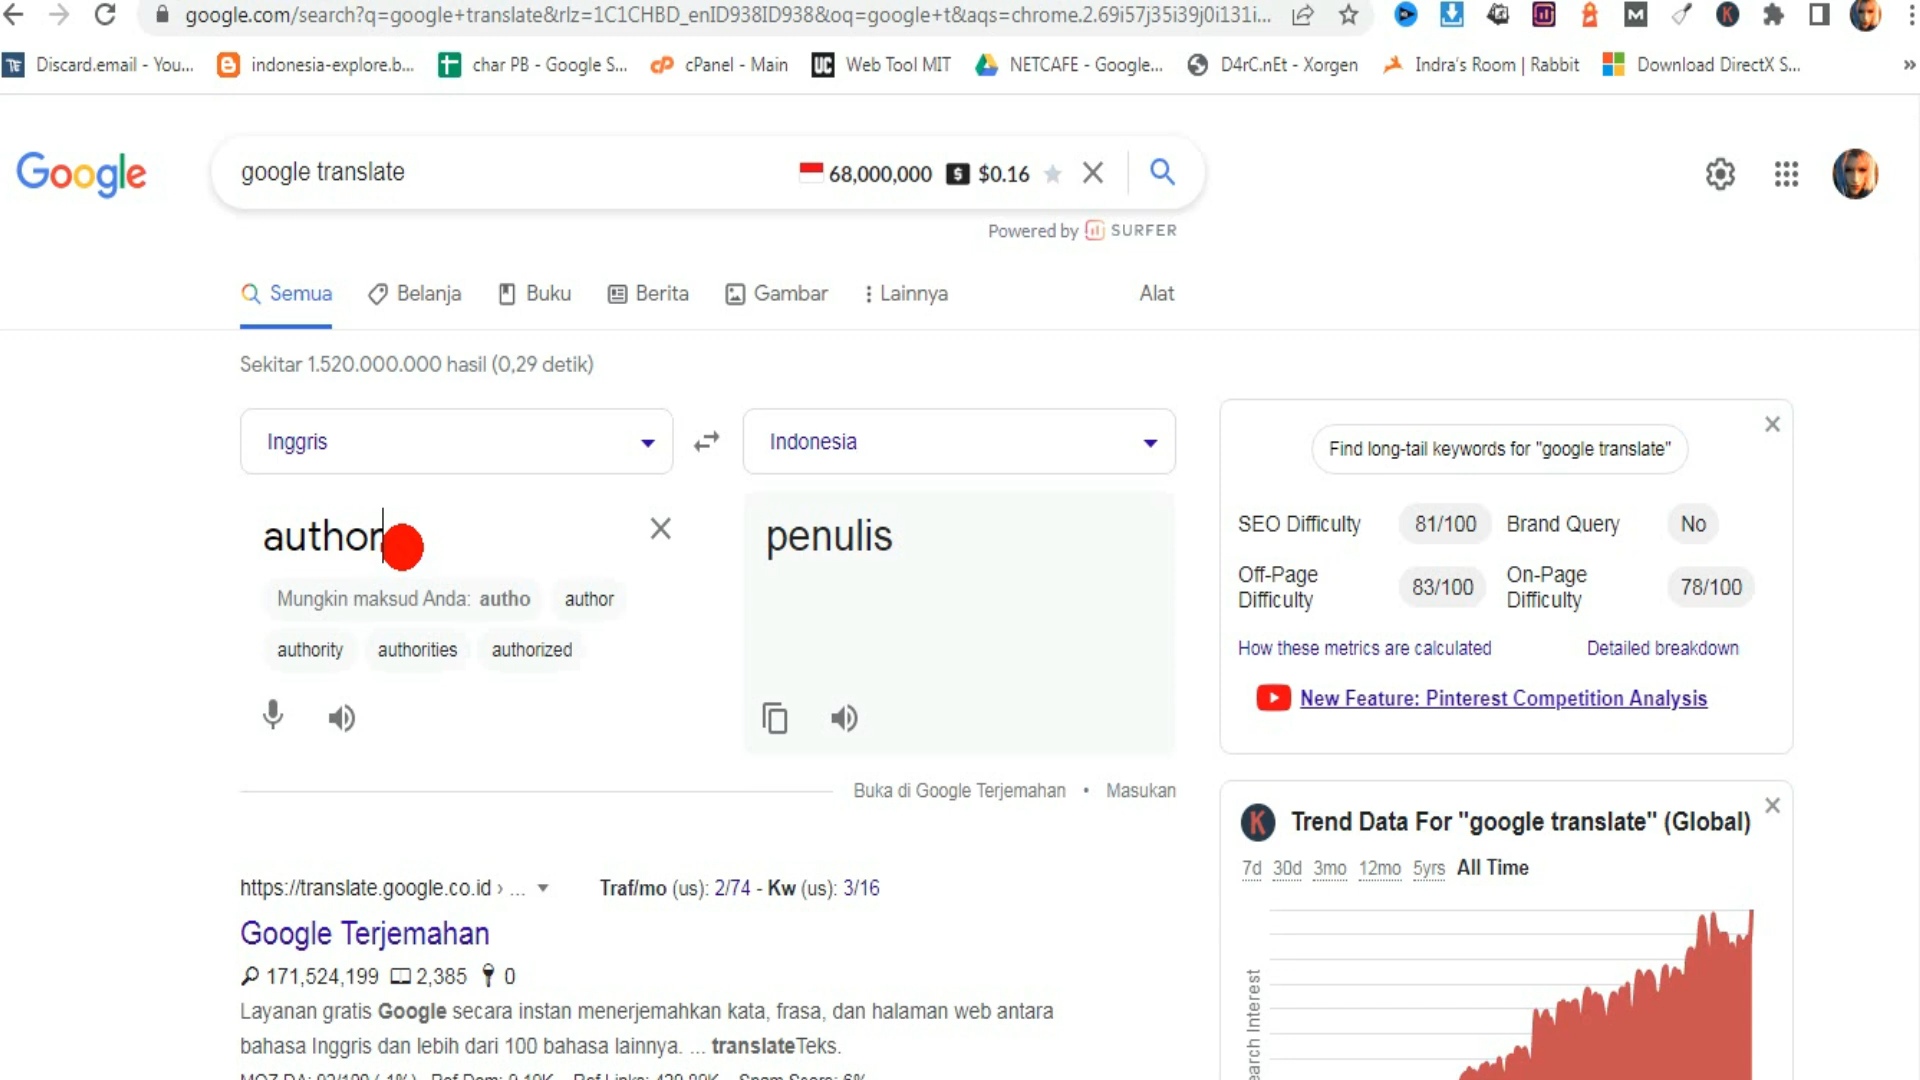 google.com/search?q=google+translate&rlz=1C1CHBD_enID938ID938&oq=google+t&aqs=chrome.2.69i57j35i39j0i131i...
Discard.email - You... indonesia-explore.b... char PB - Google S... cPanel - Main Web Tool MIT NETCAFE - Google... D4rC.nEt - Xorgen Indra's Room | Rabbit Download DirectX S... »
Google google translate 68,000,000 $0.16
Powered by SURFER
Semua Belanja Buku Berita Gambar Lainnya Alat
Sekitar 1.520.000.000 hasil (0,29 detik)
Inggris Indonesia
author penulis
Mungkin maksud Anda: autho author
authority authorities authorized
Buka di Google Terjemahan • Masukan
Find long-tail keywords for "google translate"
SEO Difficulty 81/100 Brand Query No
Off-Page Difficulty 83/100 On-Page Difficulty 78/100
How these metrics are calculated Detailed breakdown
New Feature: Pinterest Competition Analysis
https://translate.google.co.id › ... Traf/mo (us): 2/74 - Kw (us): 3/16
Google Terjemahan
171,524,199 2,385 0
Layanan gratis Google secara instan menerjemahkan kata, frasa, dan halaman web antara
bahasa Inggris dan lebih dari 100 bahasa lainnya. ... translateTeks.
K Trend Data For "google translate" (Global)
7d 30d 3mo 12mo 5yrs All Time